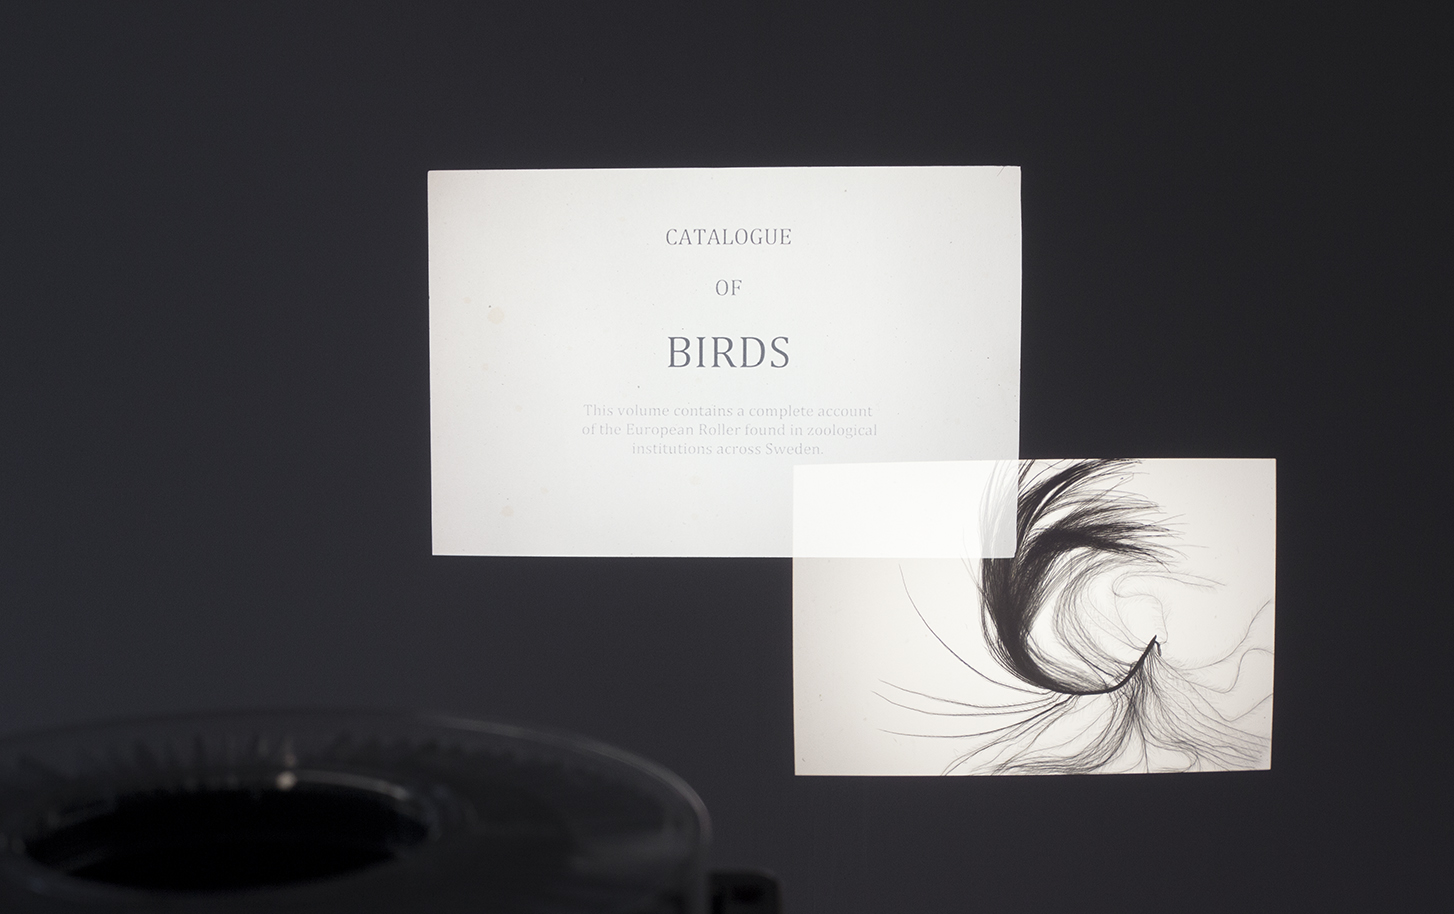 CATALOGUE
OF
BIRDS
This volume contains a complete account
of the European Roller found in zoological
institutions across Sweden.